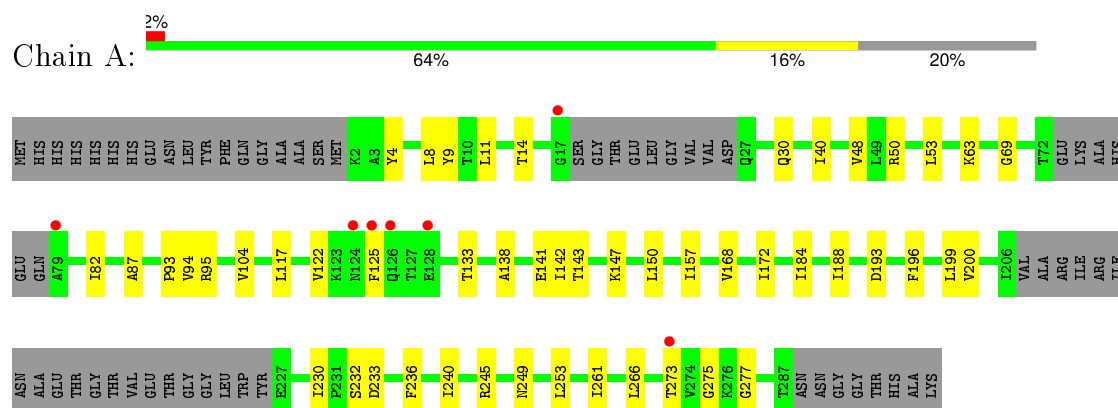 2%
Chain A:
64% 16% 20%
MET HIS HIS HIS HIS HIS HIS GLU ASN LEU TYR PHE GLN GLY ALA ALA SER MET K2 A3 Y4 L8 Y9 T10 L11 T14 G17 SER GLY THR GLU LEU GLY VAL VAL ASP Q27 Q30 I40 V48 L49 R50 L53 K63 G69 T72 GLU LYS ALA HIS
GLU GLN A79 I82 A87 P93 V94 R95 V104 L117 V122 K123 N124 F125 Q126 T127 E128 T133 A138 E141 I142 T143 K147 L150 I157 V168 I172 I184 I188 D193 F196 L199 V200 I206 VAL ALA ARG ILE ARG ILE
ASN ALA GLU THR GLY THR VAL GLU THR GLY GLY LEU TRP TYR E227 I230 P231 S232 D233 F236 I240 R245 N249 L253 I261 L266 T273 V274 G275 K276 G277 T287 ASN ASN GLY GLY THR HIS ALA LYS